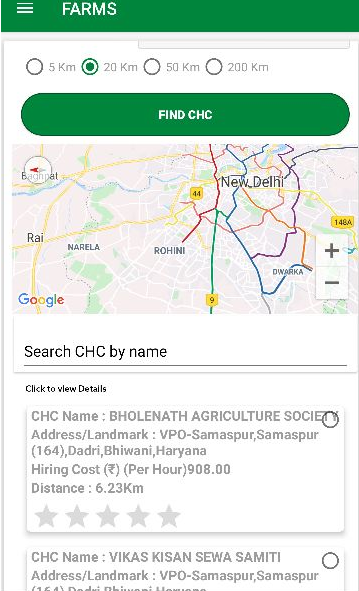 FARMS
5 Km 20 Km 50 Km 200 Km
FIND CHC
Baghpat
New Delhi
44
148A
Rai
NARELA
ROHINI
DWARKA
+
−
Google
9
Search CHC by name
Click to view Details
CHC Name : BHOLENATH AGRICULTURE SOCIETY
Address/Landmark : VPO-Samaspur,Samaspur
(164),Dadri,Bhiwani,Haryana
Hiring Cost (₹) (Per Hour)908.00
Distance : 6.23Km
CHC Name : VIKAS KISAN SEWA SAMITI
Address/Landmark : VPO-Samaspur,Samaspur
(164),Dadri,Bhiwani,Haryana